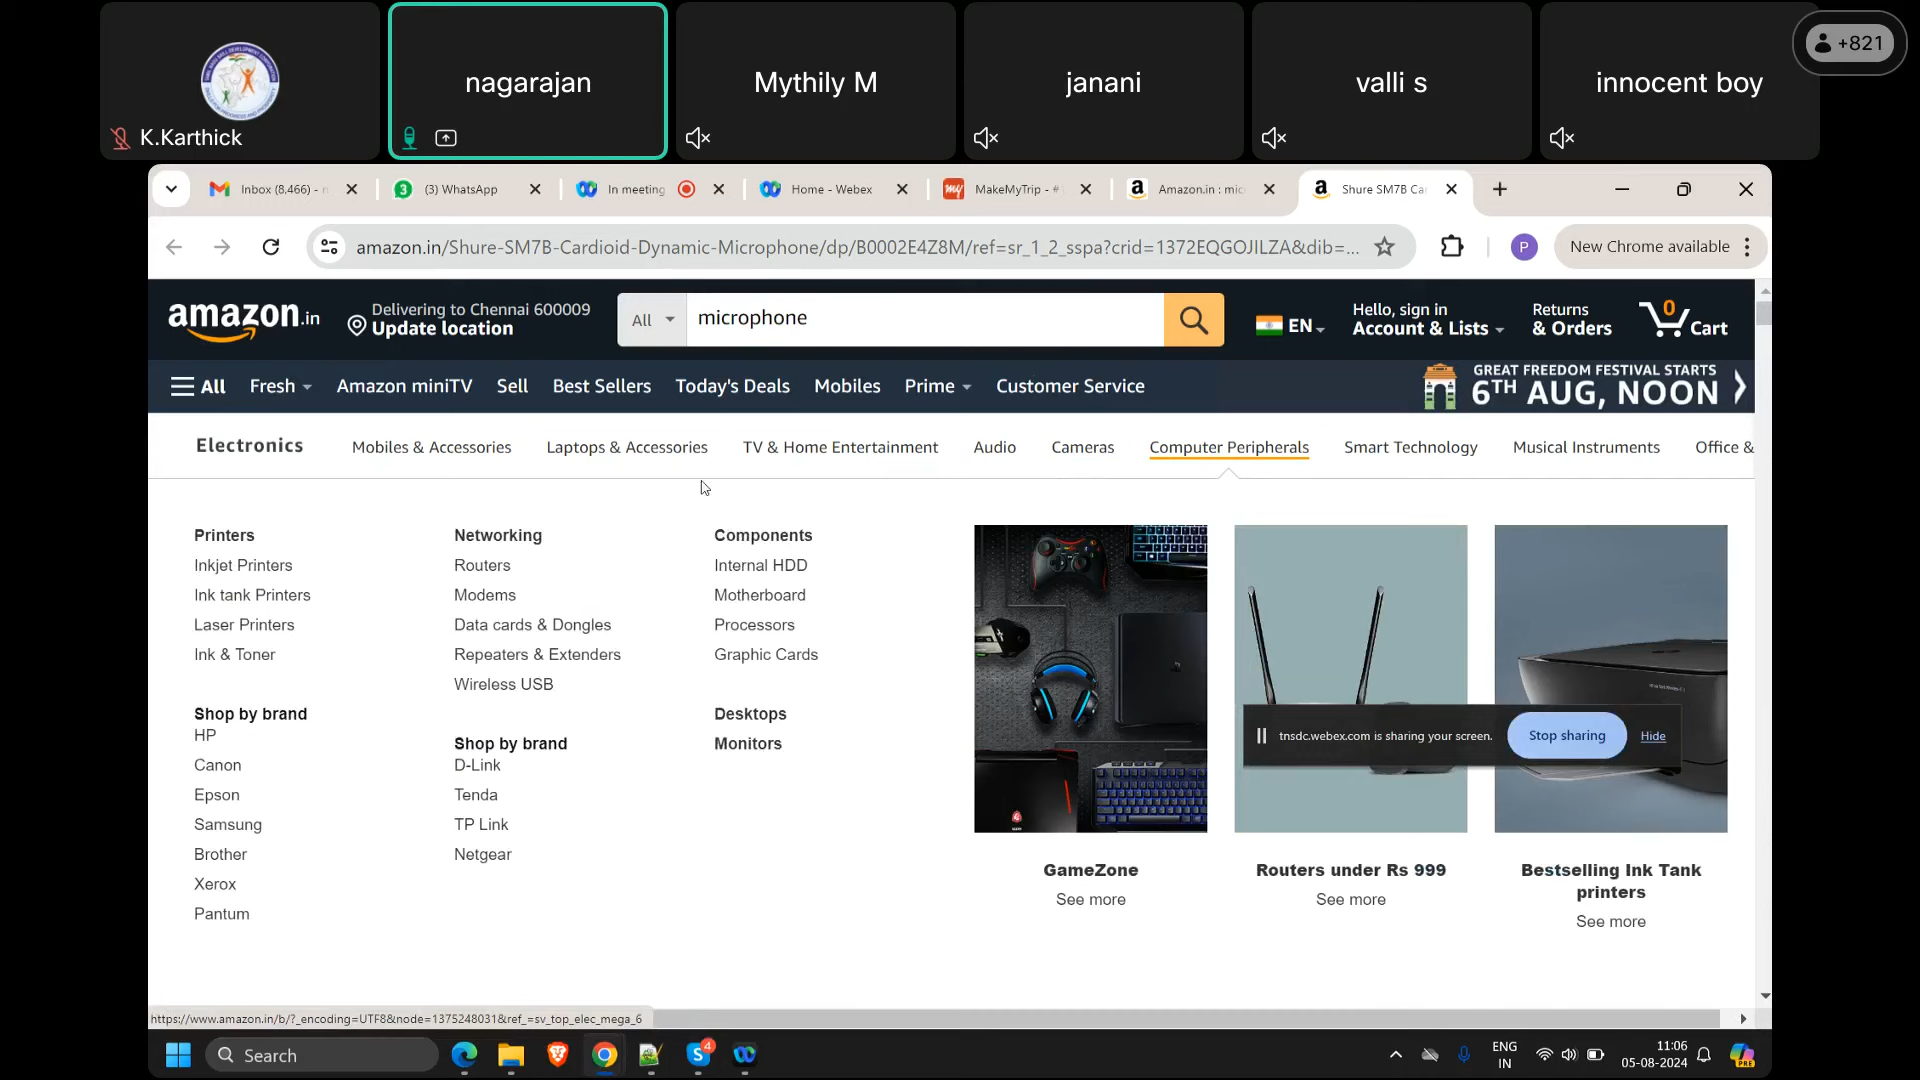 K.Karthick
nagarajan
Mythily M
janani
valli s
innocent boy
+821
Inbox (8,466) - n
3
(3) WhatsApp
In meeting
Home - Webex
my
MakeMyTrip - #
a
Amazon.in : mic
a
Shure SM7B Car
amazon.in/Shure-SM7B-Cardioid-Dynamic-Microphone/dp/B0002E4Z8M/ref=sr_1_2_sspa?crid=1372EQGOJILZA&dib=...
P
New Chrome available
amazon.in
Delivering to Chennai 600009
Update location
All
microphone
EN
Hello, sign in
Account & Lists
Returns
& Orders
0
Cart
All
Fresh
Amazon miniTV
Sell
Best Sellers
Today's Deals
Mobiles
Prime
Customer Service
GREAT FREEDOM FESTIVAL STARTS
6TH AUG, NOON
Electronics
Mobiles & Accessories
Laptops & Accessories
TV & Home Entertainment
Audio
Cameras
Computer Peripherals
Smart Technology
Musical Instruments
Office &
Printers
Inkjet Printers
Ink tank Printers
Laser Printers
Ink & Toner
Shop by brand
HP
Canon
Epson
Samsung
Brother
Xerox
Pantum
Networking
Routers
Modems
Data cards & Dongles
Repeaters & Extenders
Wireless USB
Shop by brand
D-Link
Tenda
TP Link
Netgear
Components
Internal HDD
Motherboard
Processors
Graphic Cards
Desktops
Monitors
GameZone
See more
Routers under Rs 999
See more
Bestselling Ink Tank
printers
See more
tnsdc.webex.com is sharing your screen.
Stop sharing
Hide
https://www.amazon.in/b/?_encoding=UTF8&node=1375248031&ref_=sv_top_elec_mega_6
Search
S
4
ENG
IN
11:06
05-08-2024
PRE